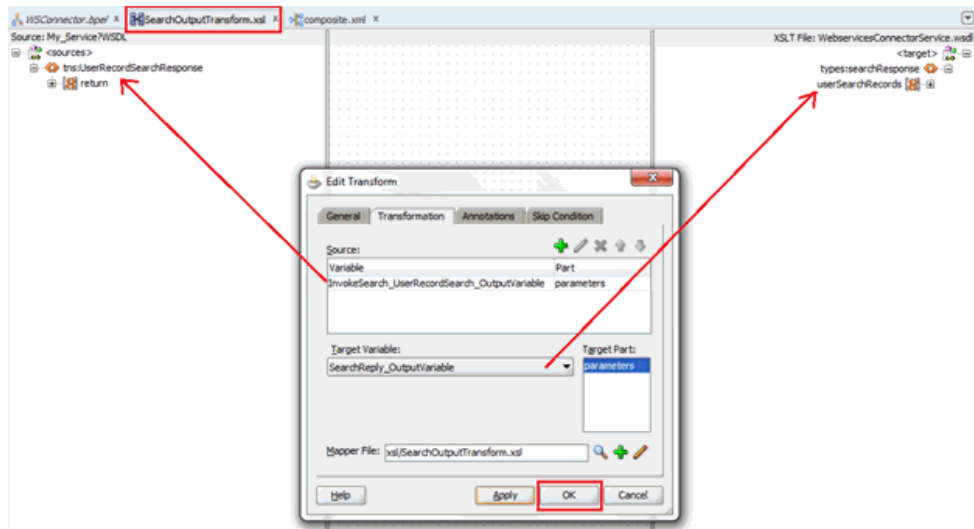 WSConnector.bpel
SearchOutputTransform.xsl
composite.xml
Source: My_Service?WSDL
XSLT File: WebservicesConnectorService.wsdl
<sources>
<target>
tns:UserRecordSearchResponse
types:searchResponse
return
userSearchRecords
Edit Transform
General
Transformation
Annotations
Skip Condition
Source:
Variable
Part
InvokeSearch_UserRecordSearch_OutputVariable
parameters
Target Variable:
Target Part:
SearchReply_OutputVariable
parameters
Mapper File:
xsl/SearchOutputTransform.xsl
Help
Apply
OK
Cancel